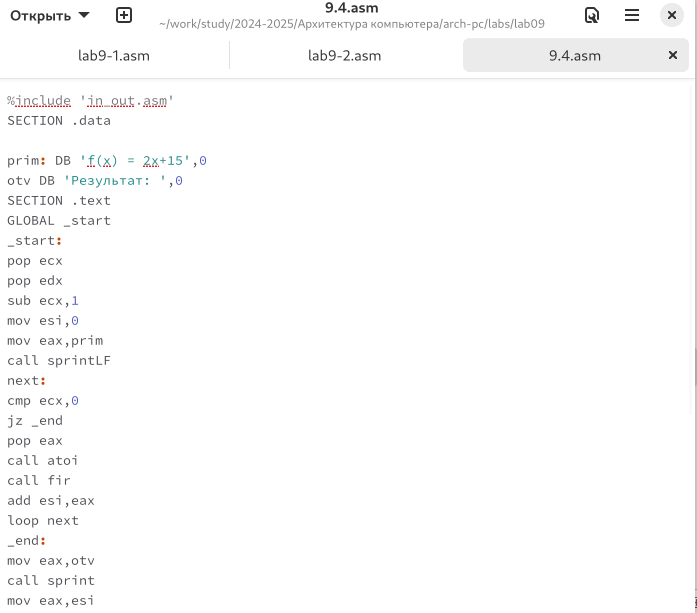 Открыть
9.4.asm
~/work/study/2024-2025/Архитектура компьютера/arch-pc/labs/lab09
lab9-1.asm
lab9-2.asm
9.4.asm
%include 'in_out.asm'
SECTION .data
prim: DB 'f(x) = 2x+15',0
otv DB 'Результат: ',0
SECTION .text
GLOBAL _start
_start:
pop ecx
pop edx
sub ecx,1
mov esi,0
mov eax,prim
call sprintLF
next:
cmp ecx,0
jz _end
pop eax
call atoi
call fir
add esi,eax
loop next
_end:
mov eax,otv
call sprint
mov eax,esi